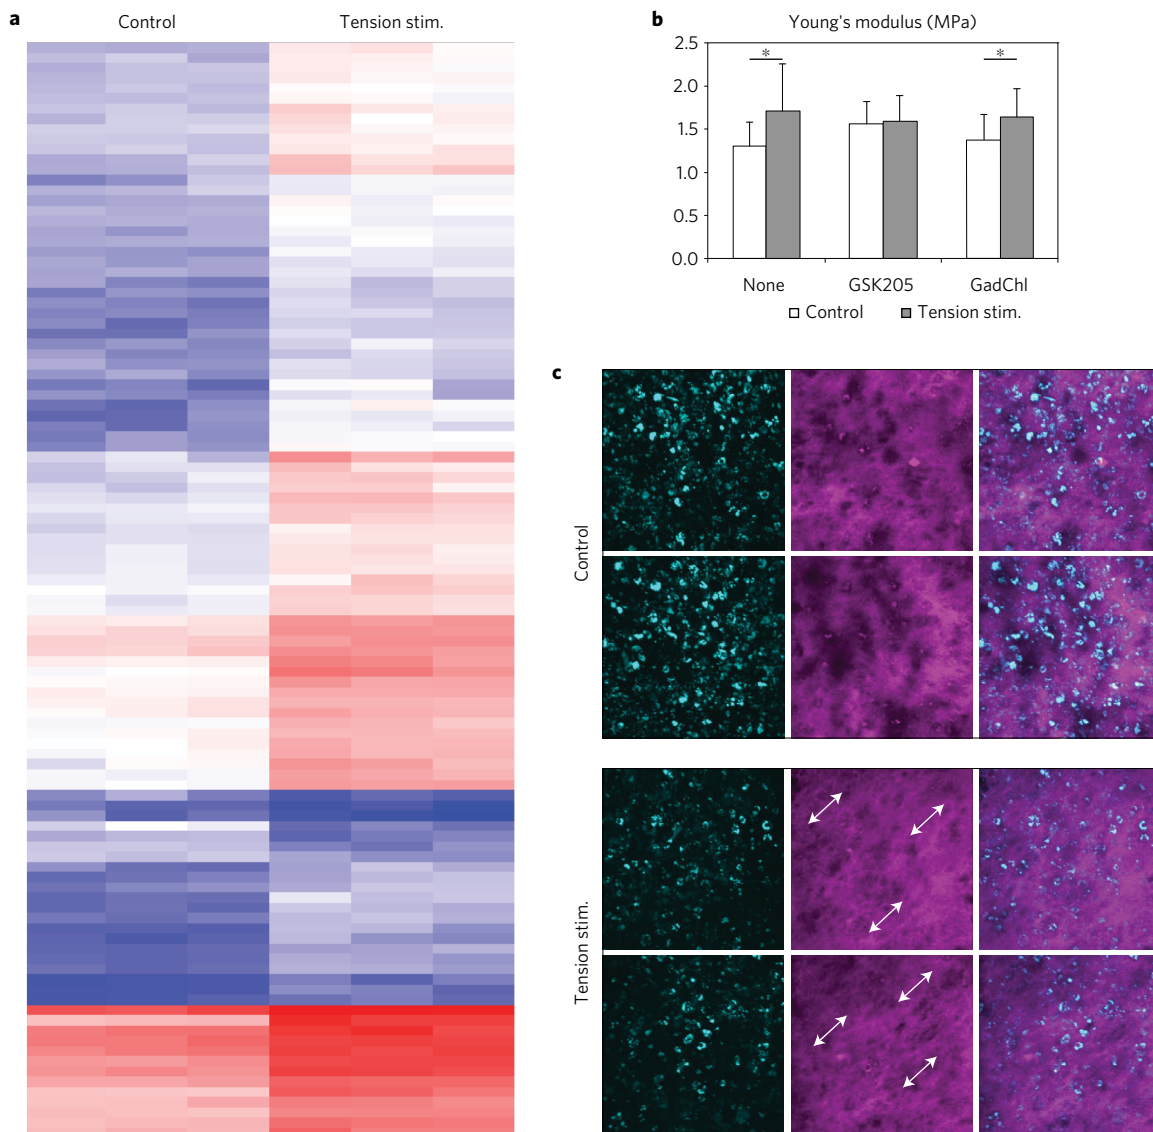 a
Control
Tension stim.
b
Young's modulus (MPa)
2.5
2.0
1.5
1.0
0.5
0.0
*
*
None
GSK205
GadChl
Control
Tension stim.
c
Control
Tension stim.